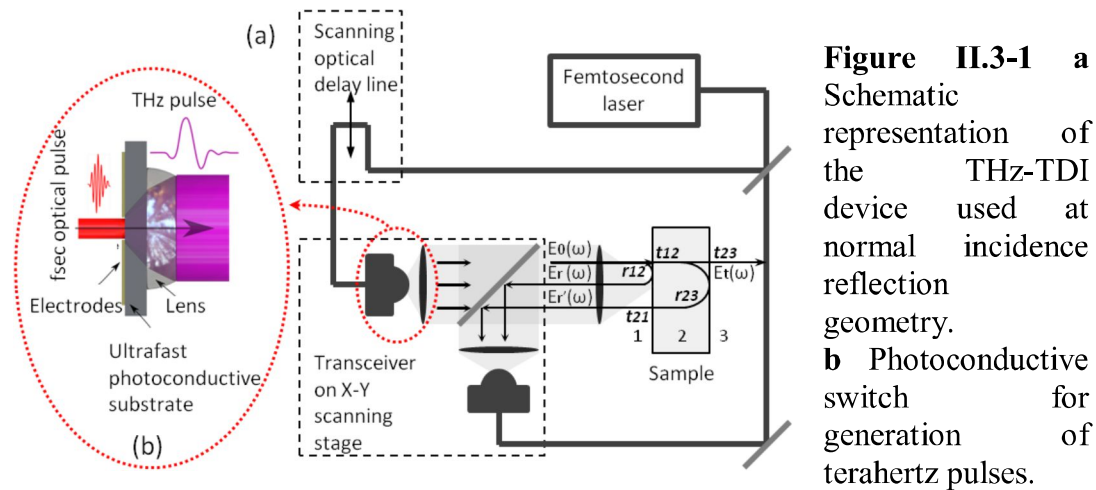 (a)
Scanning
optical
delay line
Femtosecond
laser
THz pulse
fsec optical pulse
Electrodes
Lens
Ultrafast
photoconductive
substrate
(b)
E0(ω)
Er(ω)
Er'(ω)
t12
r12
t23
Et(ω)
r23
t21
1 2 3
Sample
Transceiver
on X-Y
scanning
stage
Figure II.3-1 a
Schematic
representation of
the THz-TDI
device used at
normal incidence
reflection
geometry.
b Photoconductive
switch for
generation of
terahertz pulses.